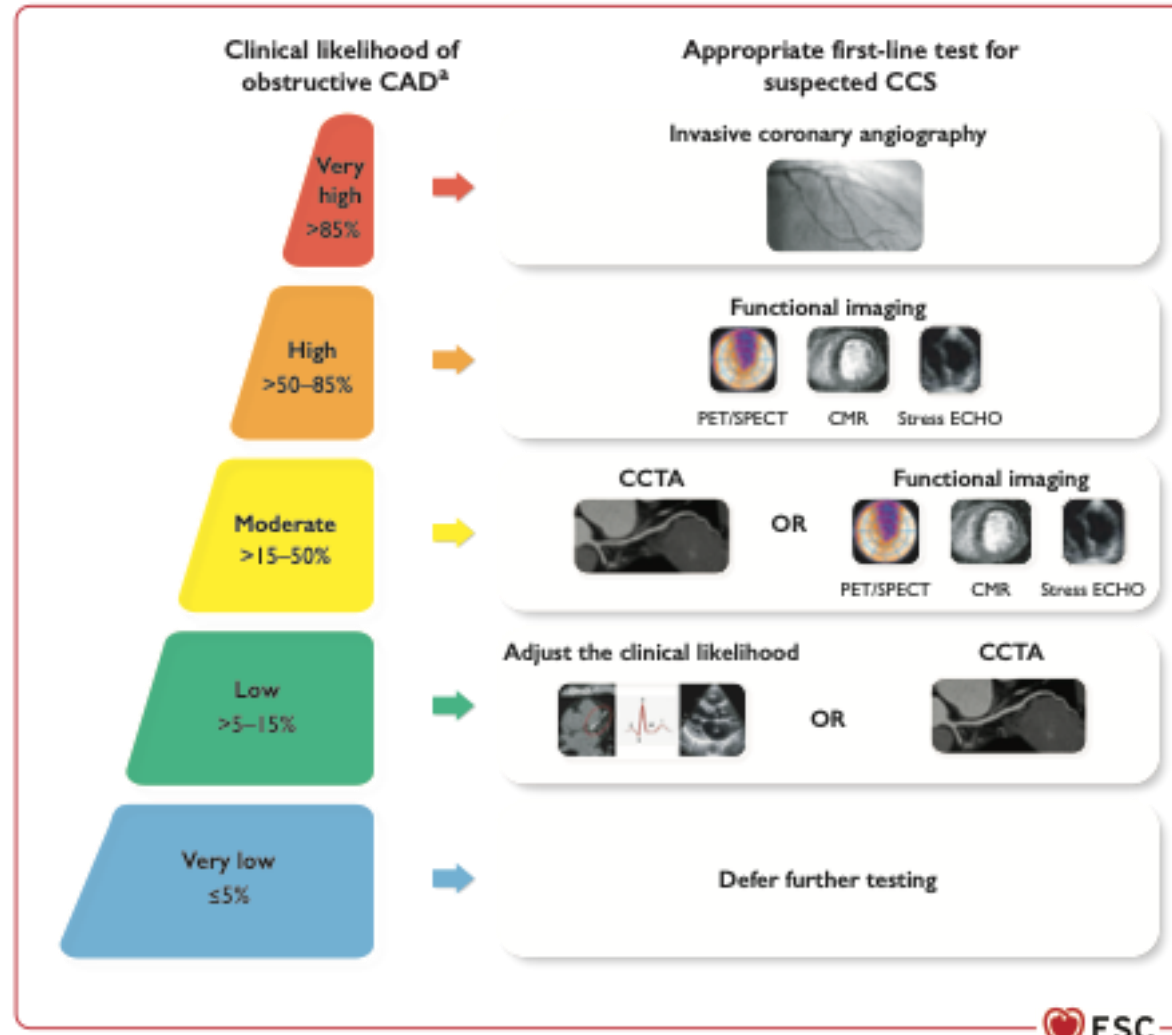 Clinical likelihood of
obstructive CADᵃ
Appropriate first-line test for
suspected CCS
Very
high
>85%
Invasive coronary angiography
High
>50–85%
Functional imaging
PET/SPECT CMR Stress ECHO
Moderate
>15–50%
CCTA
OR
Functional imaging
PET/SPECT CMR Stress ECHO
Low
>5–15%
Adjust the clinical likelihood
OR
CCTA
Very low
≤5%
Defer further testing
ESC